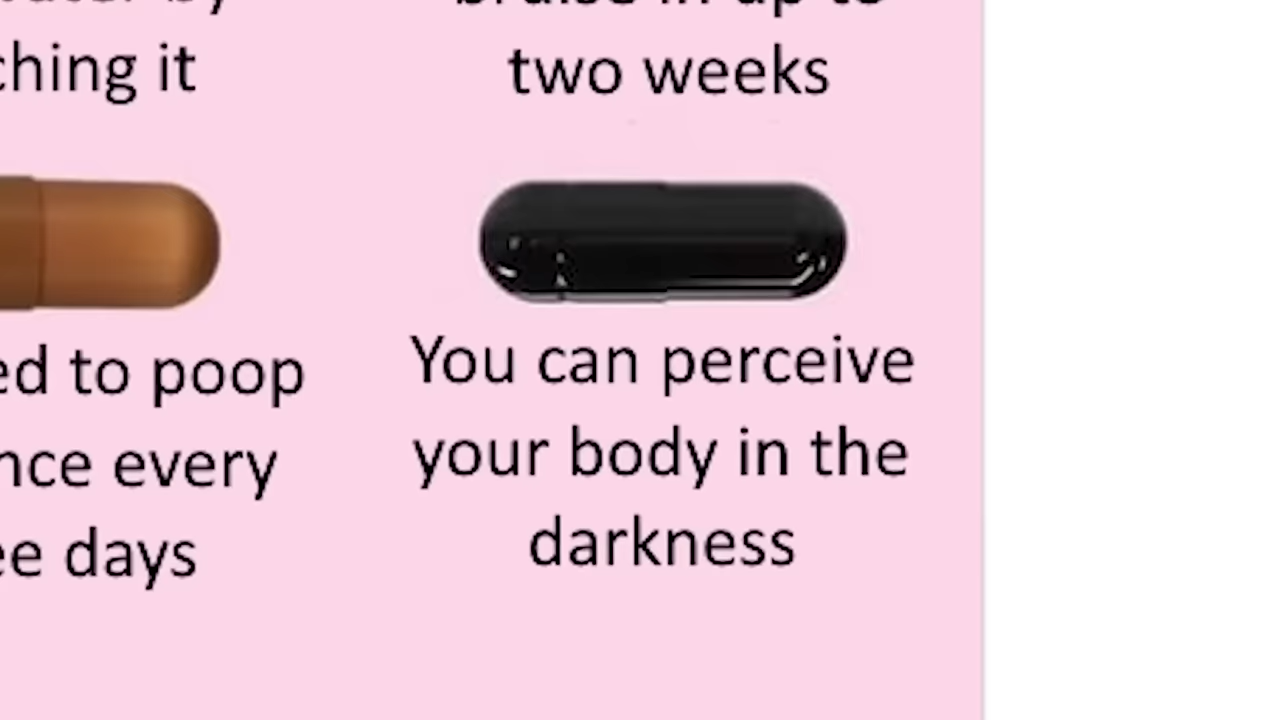 ching it
two weeks
ed to poop
nce every
ee days
You can perceive
your body in the
darkness